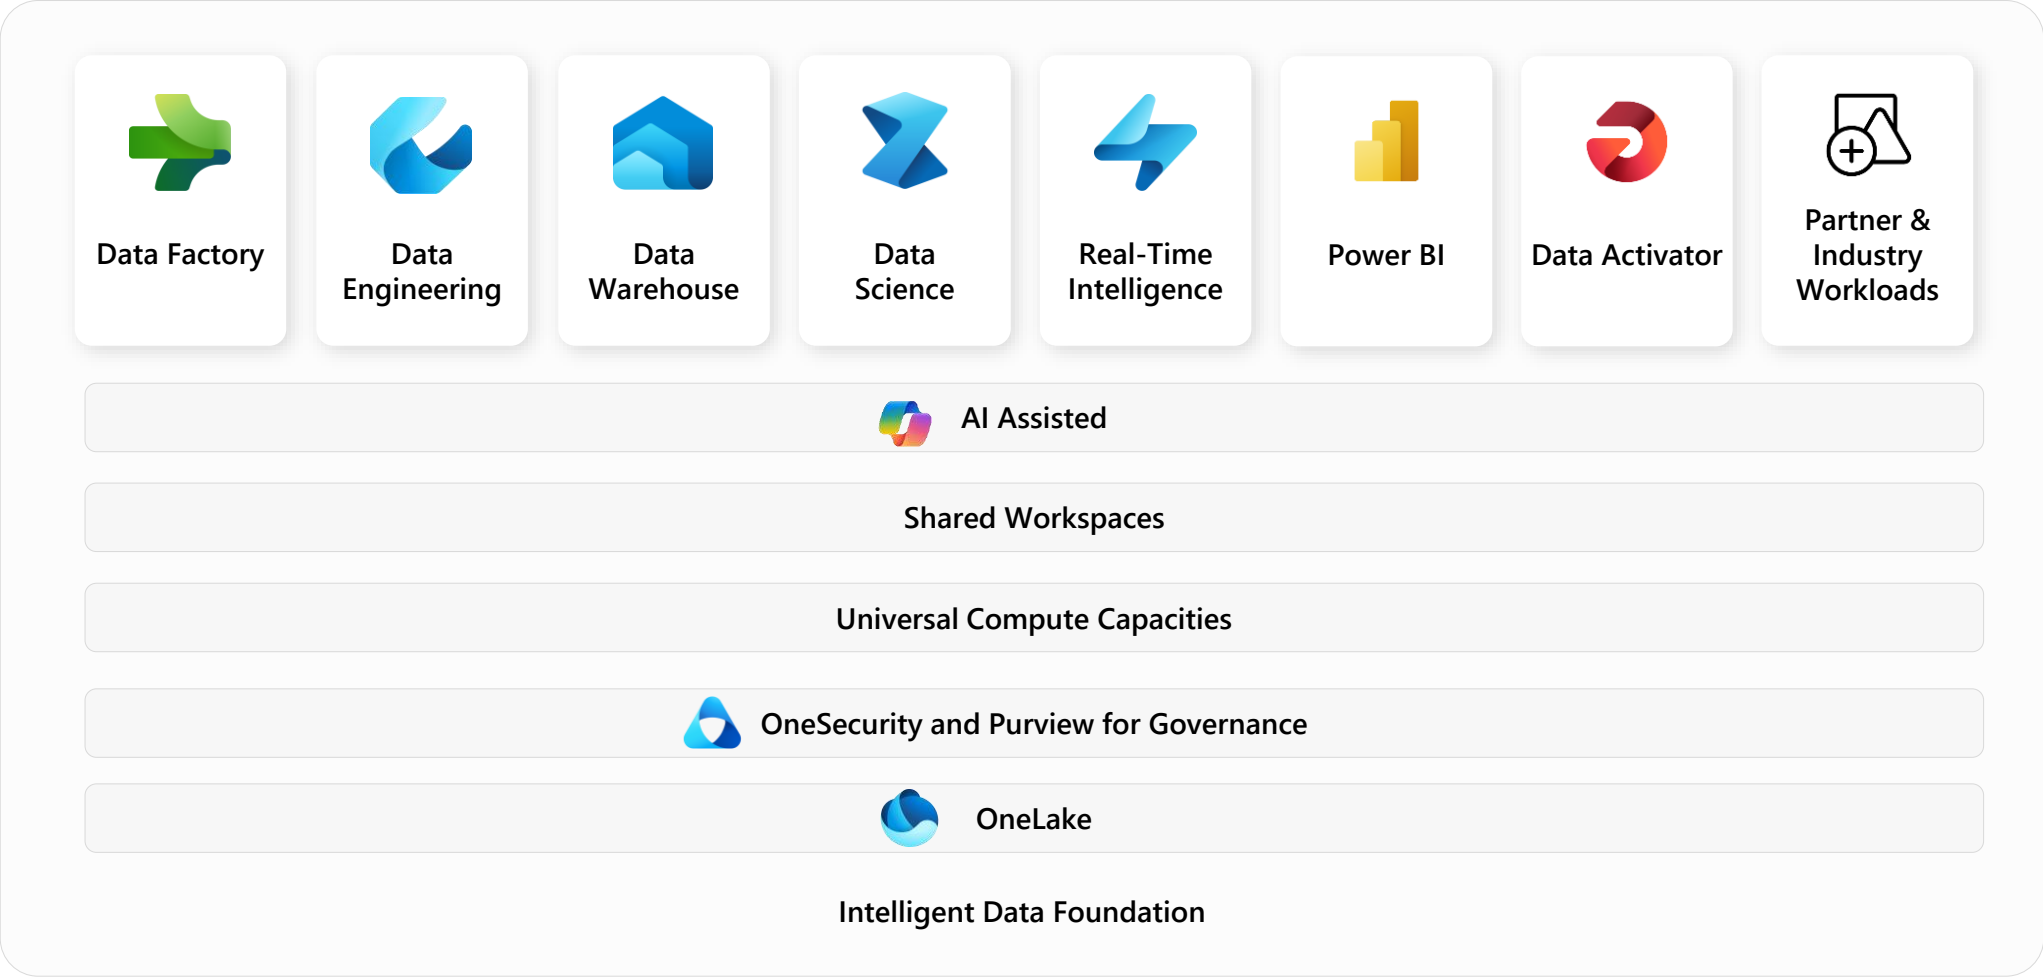 Data Factory
Data
Engineering
Data
Warehouse
Data
Science
Real-Time
Intelligence
Power BI
Data Activator
Partner &
Industry
Workloads
AI Assisted
Shared Workspaces
Universal Compute Capacities
OneSecurity and Purview for Governance
OneLake
Intelligent Data Foundation